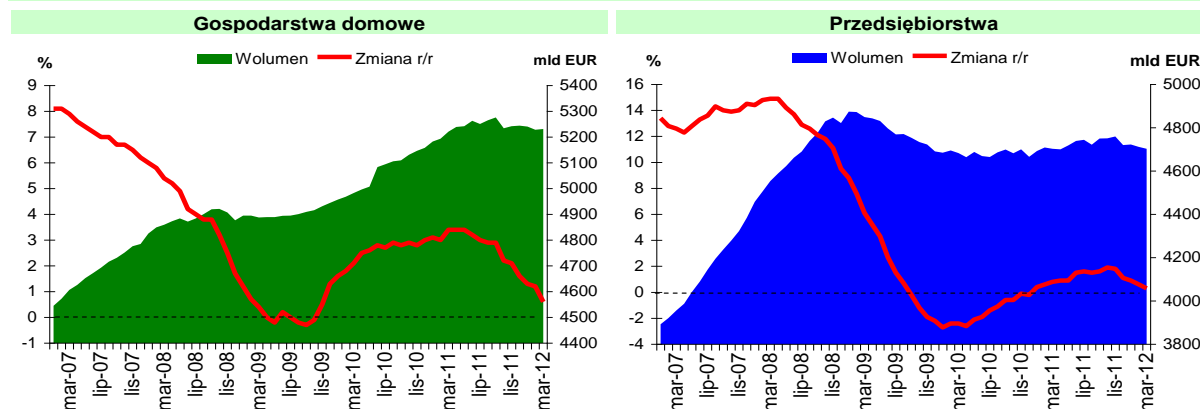 Gospodarstwa domowe
% Wolumen Zmiana r/r mld EUR
9
8
7
6
5
4
3
2
1
0
-1
5400
5300
5200
5100
5000
4900
4800
4700
4600
4500
4400
mar-07
lip-07
lis-07
mar-08
lip-08
lis-08
mar-09
lip-09
lis-09
mar-10
lip-10
lis-10
mar-11
lip-11
lis-11
mar-12
Przedsiębiorstwa
% Wolumen Zmiana r/r mld EUR
16
14
12
10
8
6
4
2
0
-2
-4
5000
4800
4600
4400
4200
4000
3800
mar-07
lip-07
lis-07
mar-08
lip-08
lis-08
mar-09
lip-09
lis-09
mar-10
lip-10
lis-10
mar-11
lip-11
lis-11
mar-12